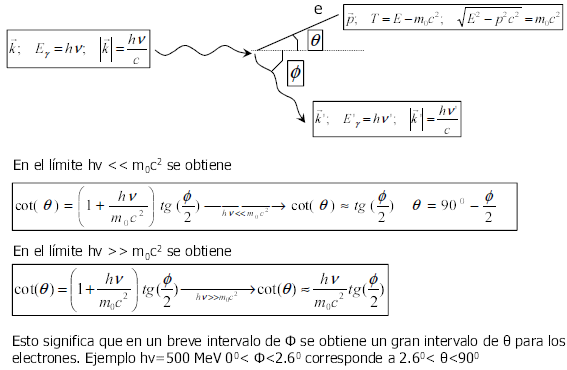 e
p⃗; T = E − m₀c²; √(E² − p²c²) = m₀c²
θ
k⃗; E_γ = hν; |k⃗| = hν/c
ϕ
k⃗'; E'_γ = hν'; |k⃗'| = hν'/c
En el límite hv << m₀c² se obtiene
cot( θ ) = (1 + hν/m₀c²) tg (ϕ/2) ——hν<<m₀c²——→ cot( θ ) ≈ tg (ϕ/2) θ = 90⁰ − ϕ/2
En el límite hv >> m₀c² se obtiene
cot(θ) = (1 + hν/m₀c²) tg(ϕ/2) ——hν>>m₀c²——→ cot(θ) ≈ hν/m₀c² tg(ϕ/2)
Esto significa que en un breve intervalo de Φ se obtiene un gran intervalo de θ para los
electrones. Ejemplo hv=500 MeV 0⁰< Φ<2.6⁰ corresponde a 2.6⁰< θ<90⁰